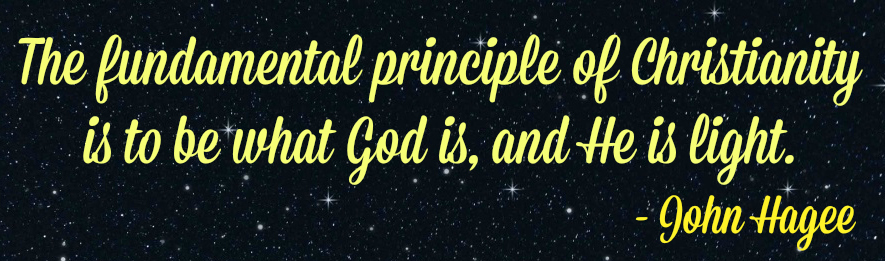 The fundamental principle of Christianity
is to be what God is, and He is light.
- John Hagee